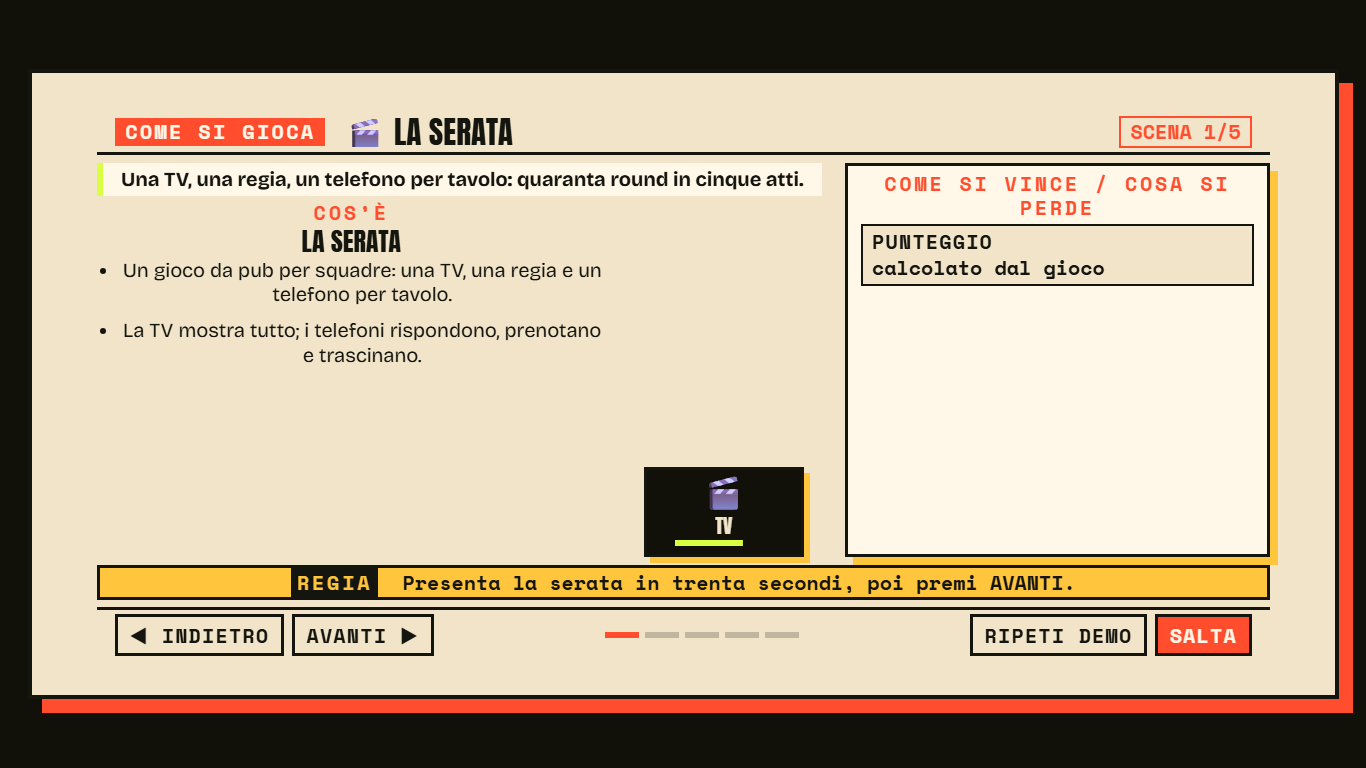 COME SI GIOCA
LA SERATA
SCENA 1/5
Una TV, una regia, un telefono per tavolo: quaranta round in cinque atti.
COS'È
LA SERATA
• Un gioco da pub per squadre: una TV, una regia e un
telefono per tavolo.
• La TV mostra tutto; i telefoni rispondono, prenotano
e trascinano.
TV
COME SI VINCE / COSA SI
PERDE
PUNTEGGIO
calcolato dal gioco
REGIA Presenta la serata in trenta secondi, poi premi AVANTI.
◀ INDIETRO
AVANTI ▶
RIPETI DEMO
SALTA